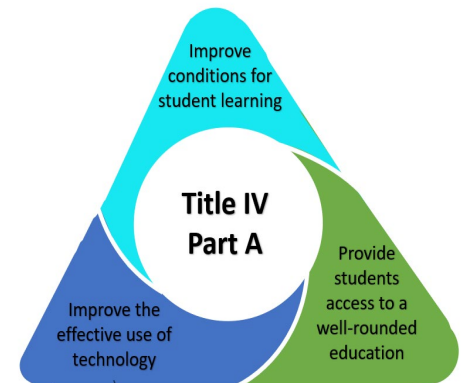 Improve
conditions for
student learning
Title IV
Part A
Provide
students
access to a
well-rounded
education
Improve the
effective use of
technology